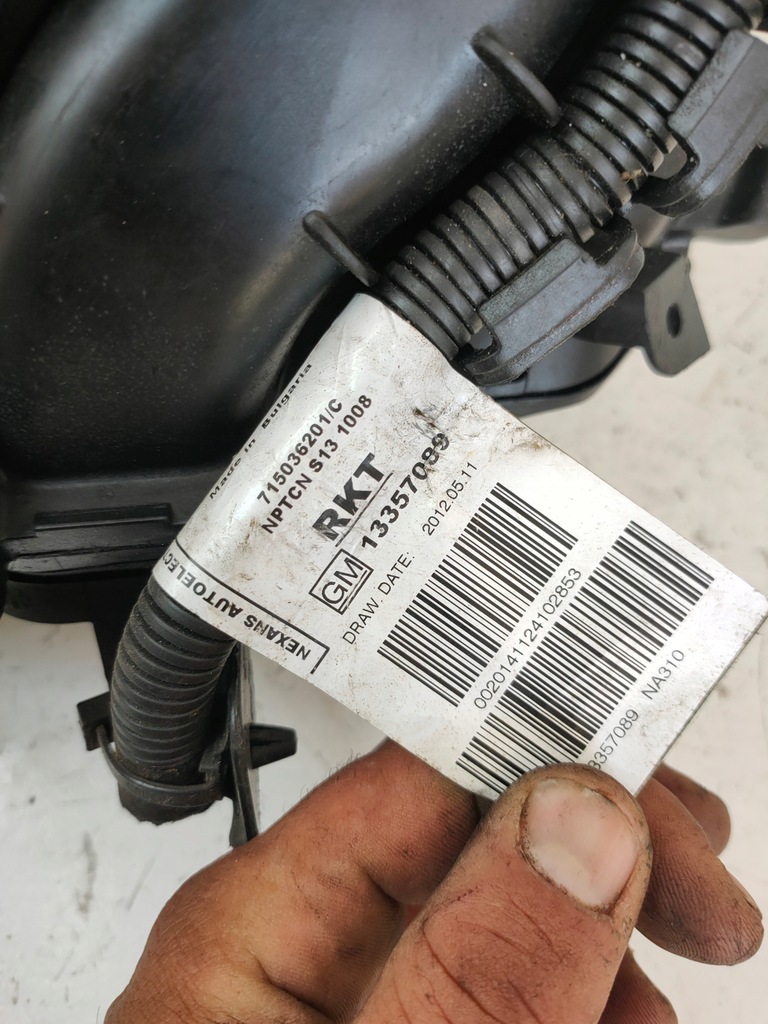 Made in Bulgaria
715036201/C
NPTCN S13 1008
RKT
GM 13357089
DRAW. DATE: 2012.05.11
NEXANS AUTOELEC
0020141124102853
3357089 NA310